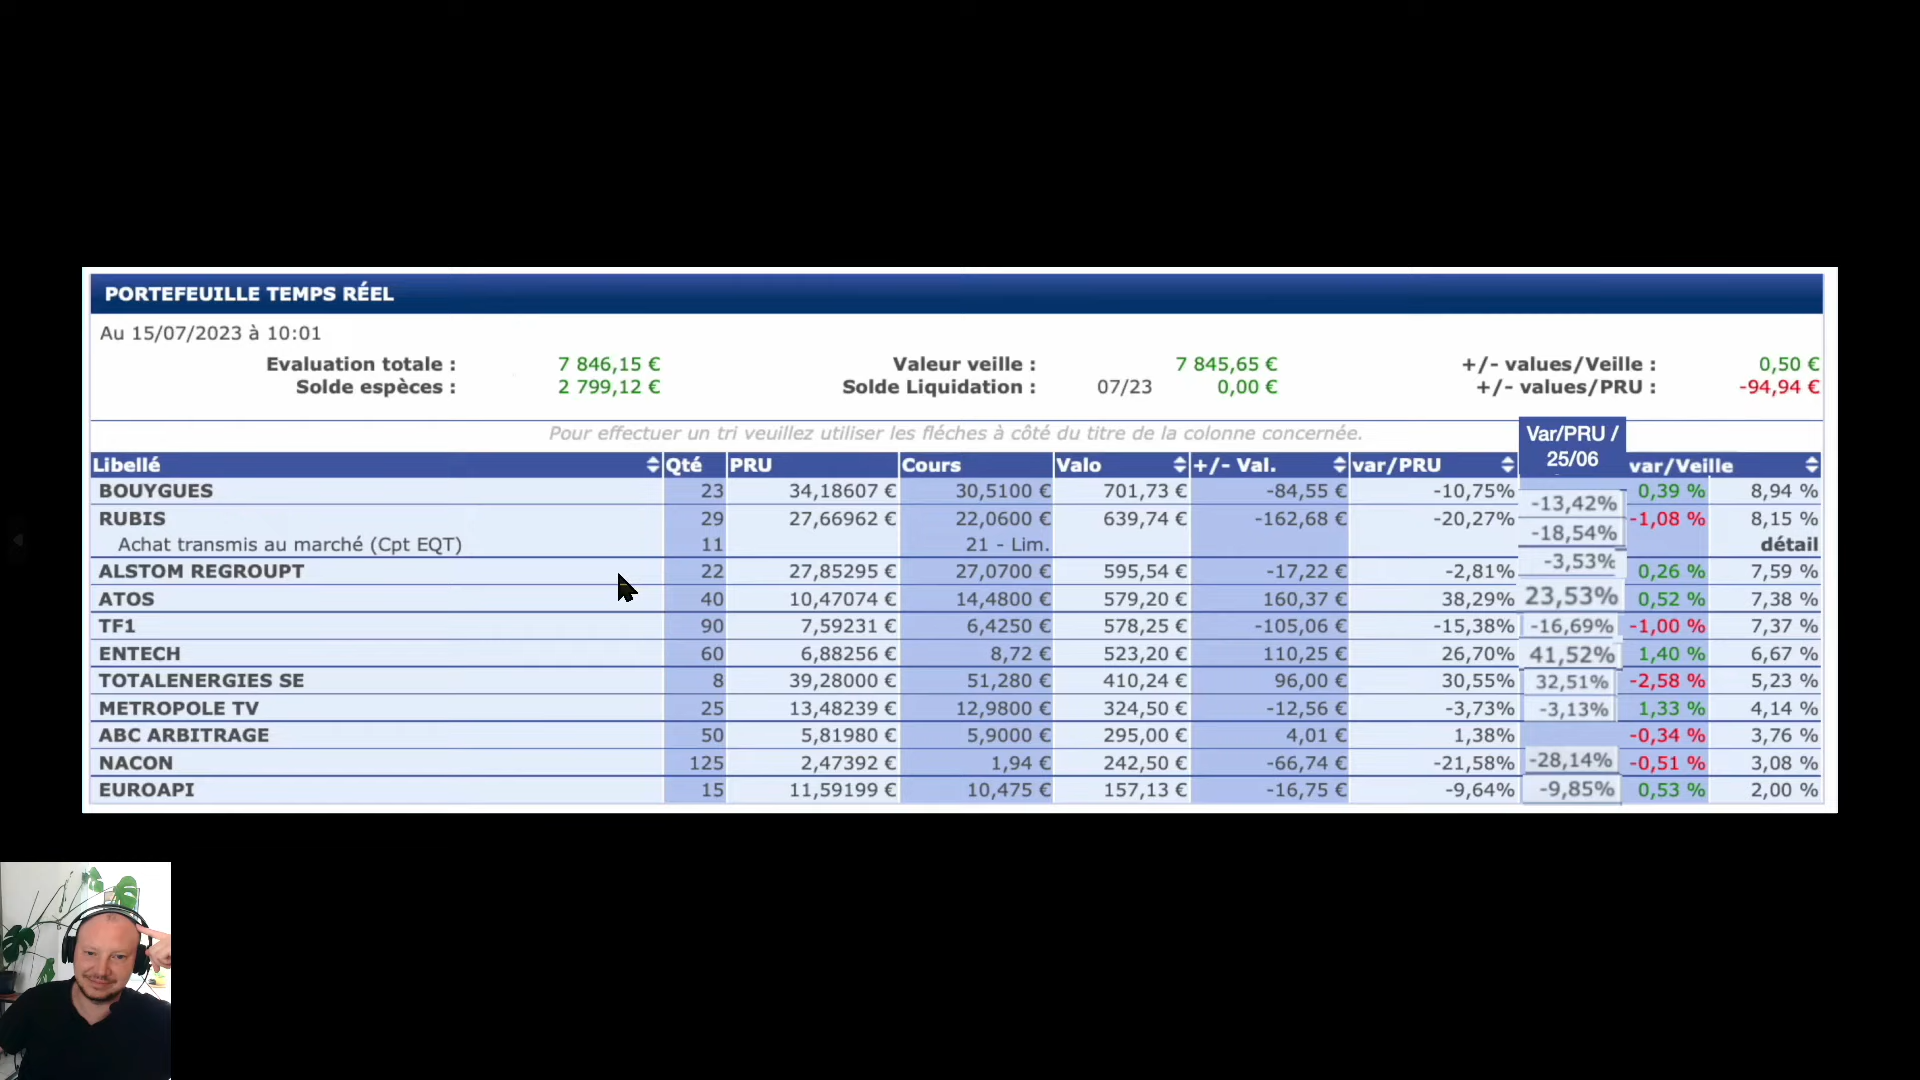 PORTEFEUILLE TEMPS RÉEL
Au 15/07/2023 à 10:01
Evaluation totale : 7 846,15 € Valeur veille : 7 845,65 € +/- values/Veille : 0,50 €
Solde espèces : 2 799,12 € Solde Liquidation : 07/23 0,00 € +/- values/PRU : -94,94 €
Pour effectuer un tri veuillez utiliser les fléches à côté du titre de la colonne concernée.
Libellé Qté PRU Cours Valo +/- Val. var/PRU Var/PRU / 25/06 var/Veille
BOUYGUES 23 34,18607 € 30,5100 € 701,73 € -84,55 € -10,75% -13,42% 0,39 % 8,94 %
RUBIS 29 27,66962 € 22,0600 € 639,74 € -162,68 € -20,27% -18,54% -1,08 % 8,15 %
Achat transmis au marché (Cpt EQT) 11 21 - Lim. détail
ALSTOM REGROUPT 22 27,85295 € 27,0700 € 595,54 € -17,22 € -2,81% -3,53% 0,26 % 7,59 %
ATOS 40 10,47074 € 14,4800 € 579,20 € 160,37 € 38,29% 23,53% 0,52 % 7,38 %
TF1 90 7,59231 € 6,4250 € 578,25 € -105,06 € -15,38% -16,69% -1,00 % 7,37 %
ENTECH 60 6,88256 € 8,72 € 523,20 € 110,25 € 26,70% 41,52% 1,40 % 6,67 %
TOTALENERGIES SE 8 39,28000 € 51,280 € 410,24 € 96,00 € 30,55% 32,51% -2,58 % 5,23 %
METROPOLE TV 25 13,48239 € 12,9800 € 324,50 € -12,56 € -3,73% -3,13% 1,33 % 4,14 %
ABC ARBITRAGE 50 5,81980 € 5,9000 € 295,00 € 4,01 € 1,38% -0,34 % 3,76 %
NACON 125 2,47392 € 1,94 € 242,50 € -66,74 € -21,58% -28,14% -0,51 % 3,08 %
EUROAPI 15 11,59199 € 10,475 € 157,13 € -16,75 € -9,64% -9,85% 0,53 % 2,00 %